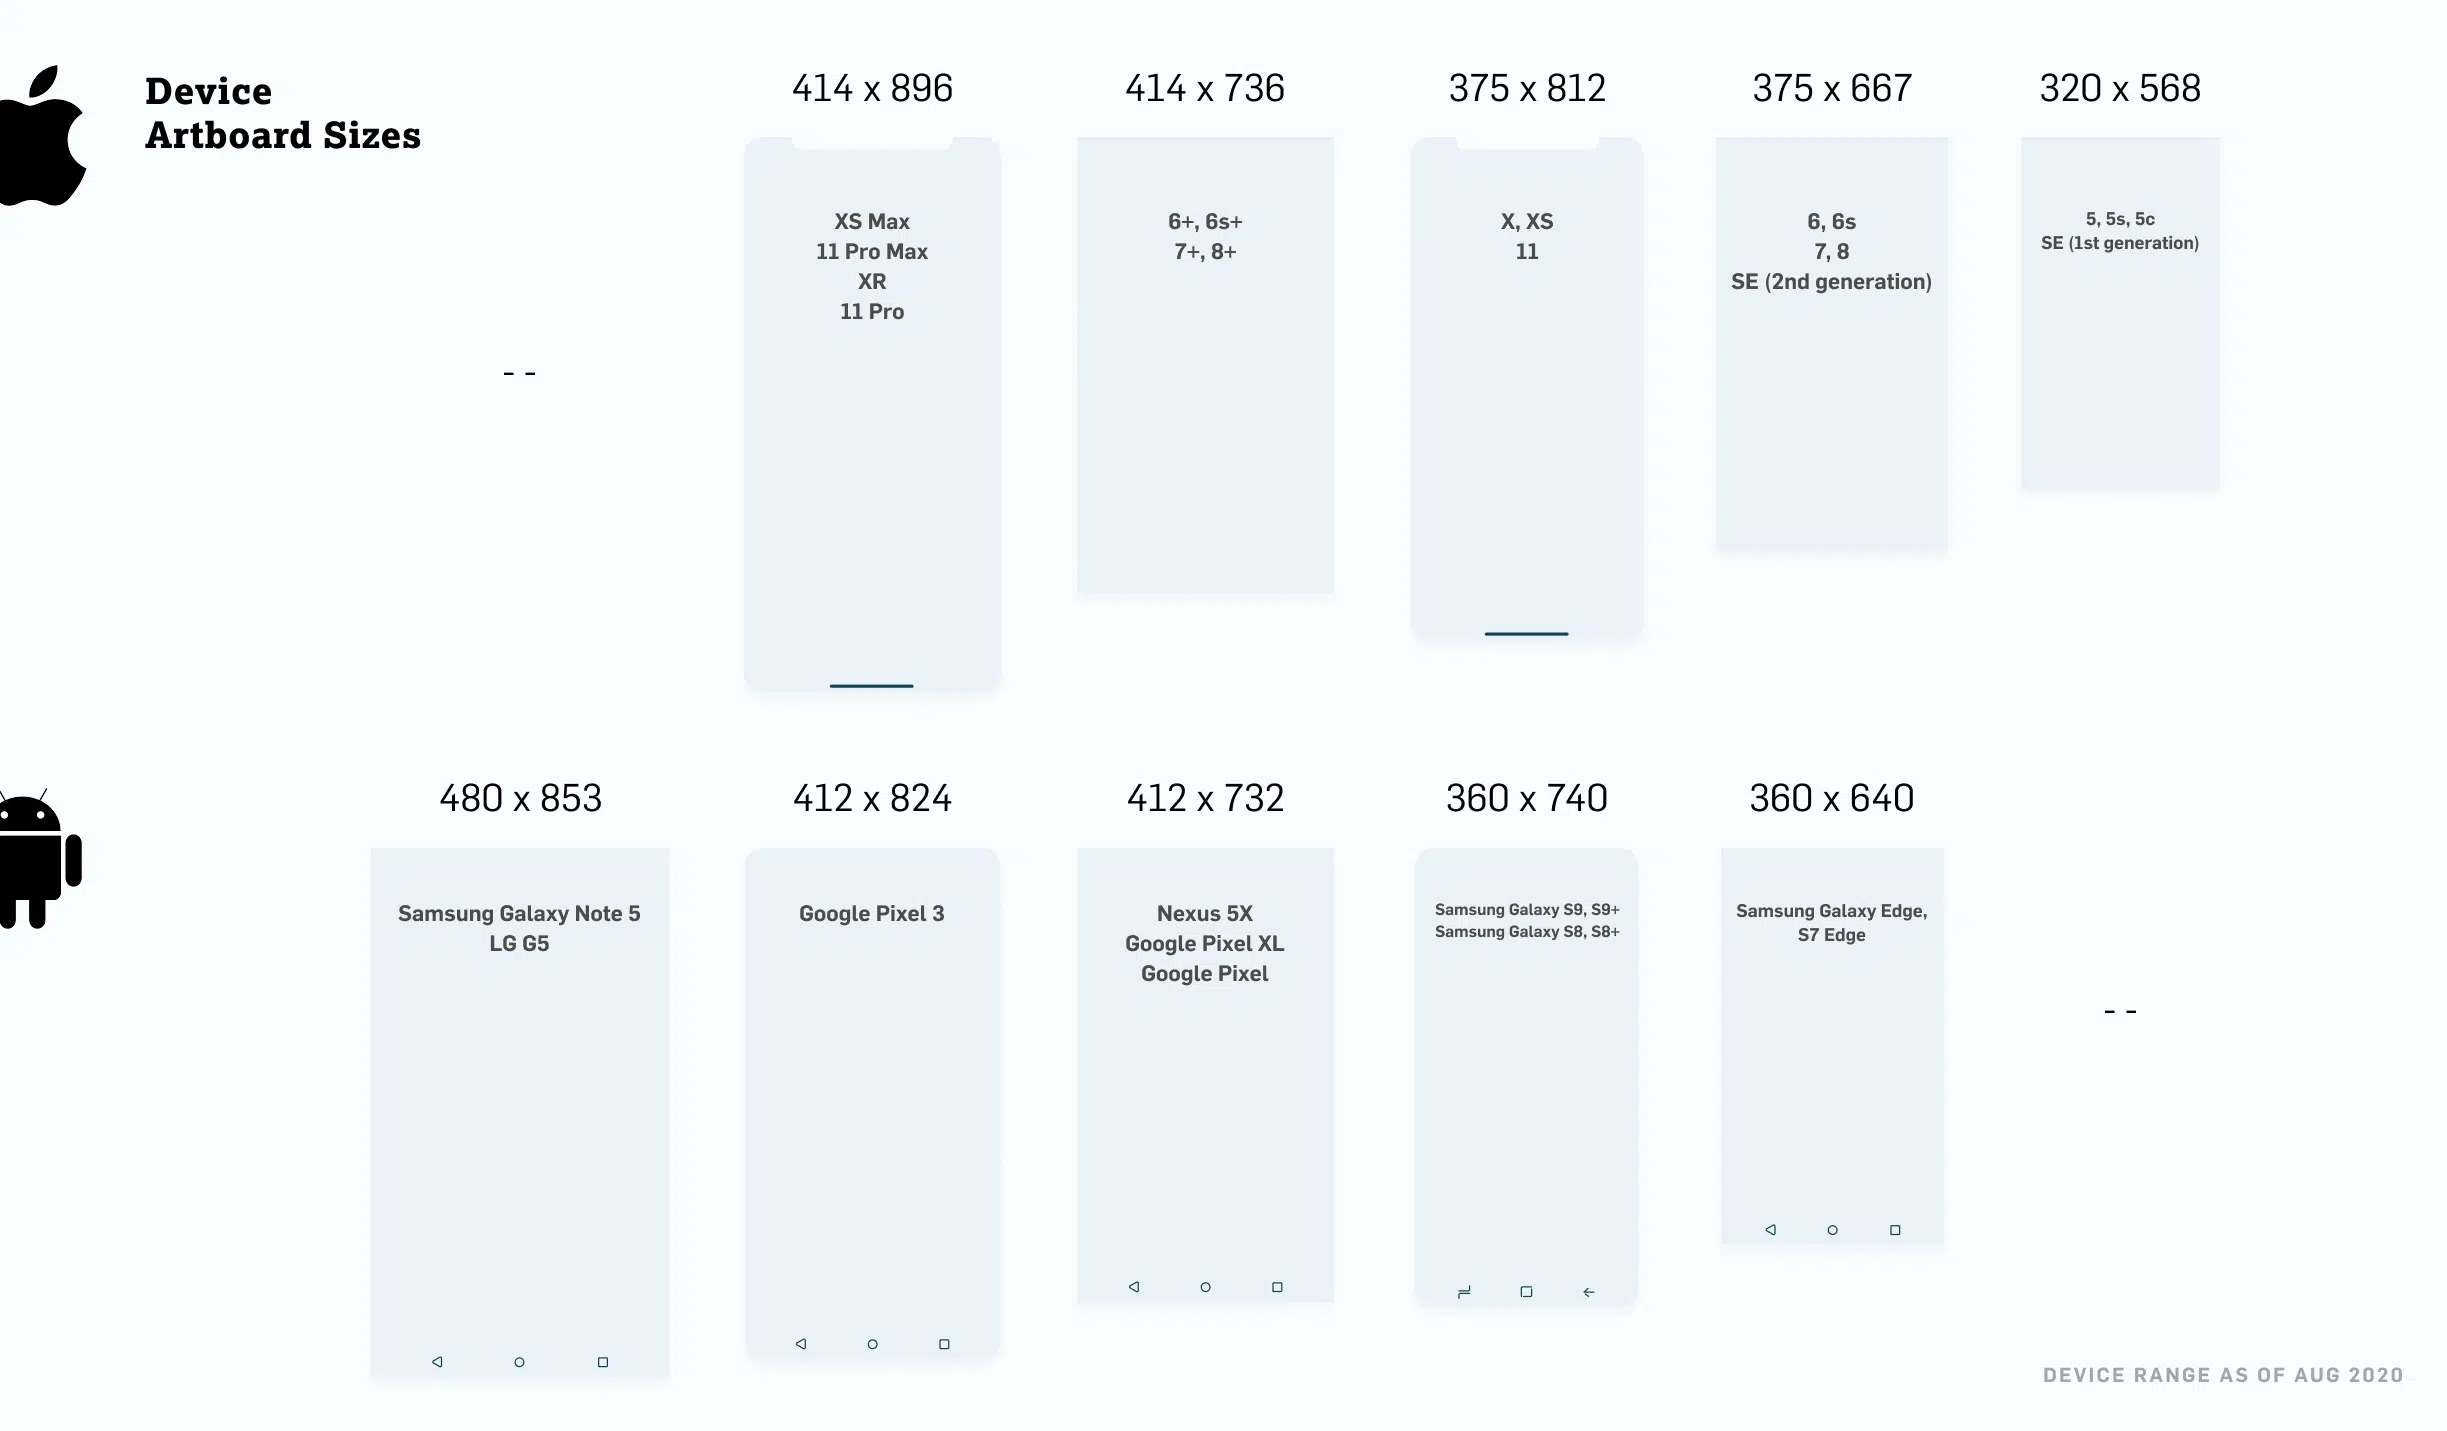 Device
Artboard Sizes
414 x 896
414 x 736
375 x 812
375 x 667
320 x 568
XS Max
11 Pro Max
XR
11 Pro
6+, 6s+
7+, 8+
X, XS
11
6, 6s
7, 8
SE (2nd generation)
5, 5s, 5c
SE (1st generation)
- -
480 x 853
412 x 824
412 x 732
360 x 740
360 x 640
Samsung Galaxy Note 5
LG G5
Google Pixel 3
Nexus 5X
Google Pixel XL
Google Pixel
Samsung Galaxy S9, S9+
Samsung Galaxy S8, S8+
Samsung Galaxy Edge,
S7 Edge
- -
DEVICE RANGE AS OF AUG 2020